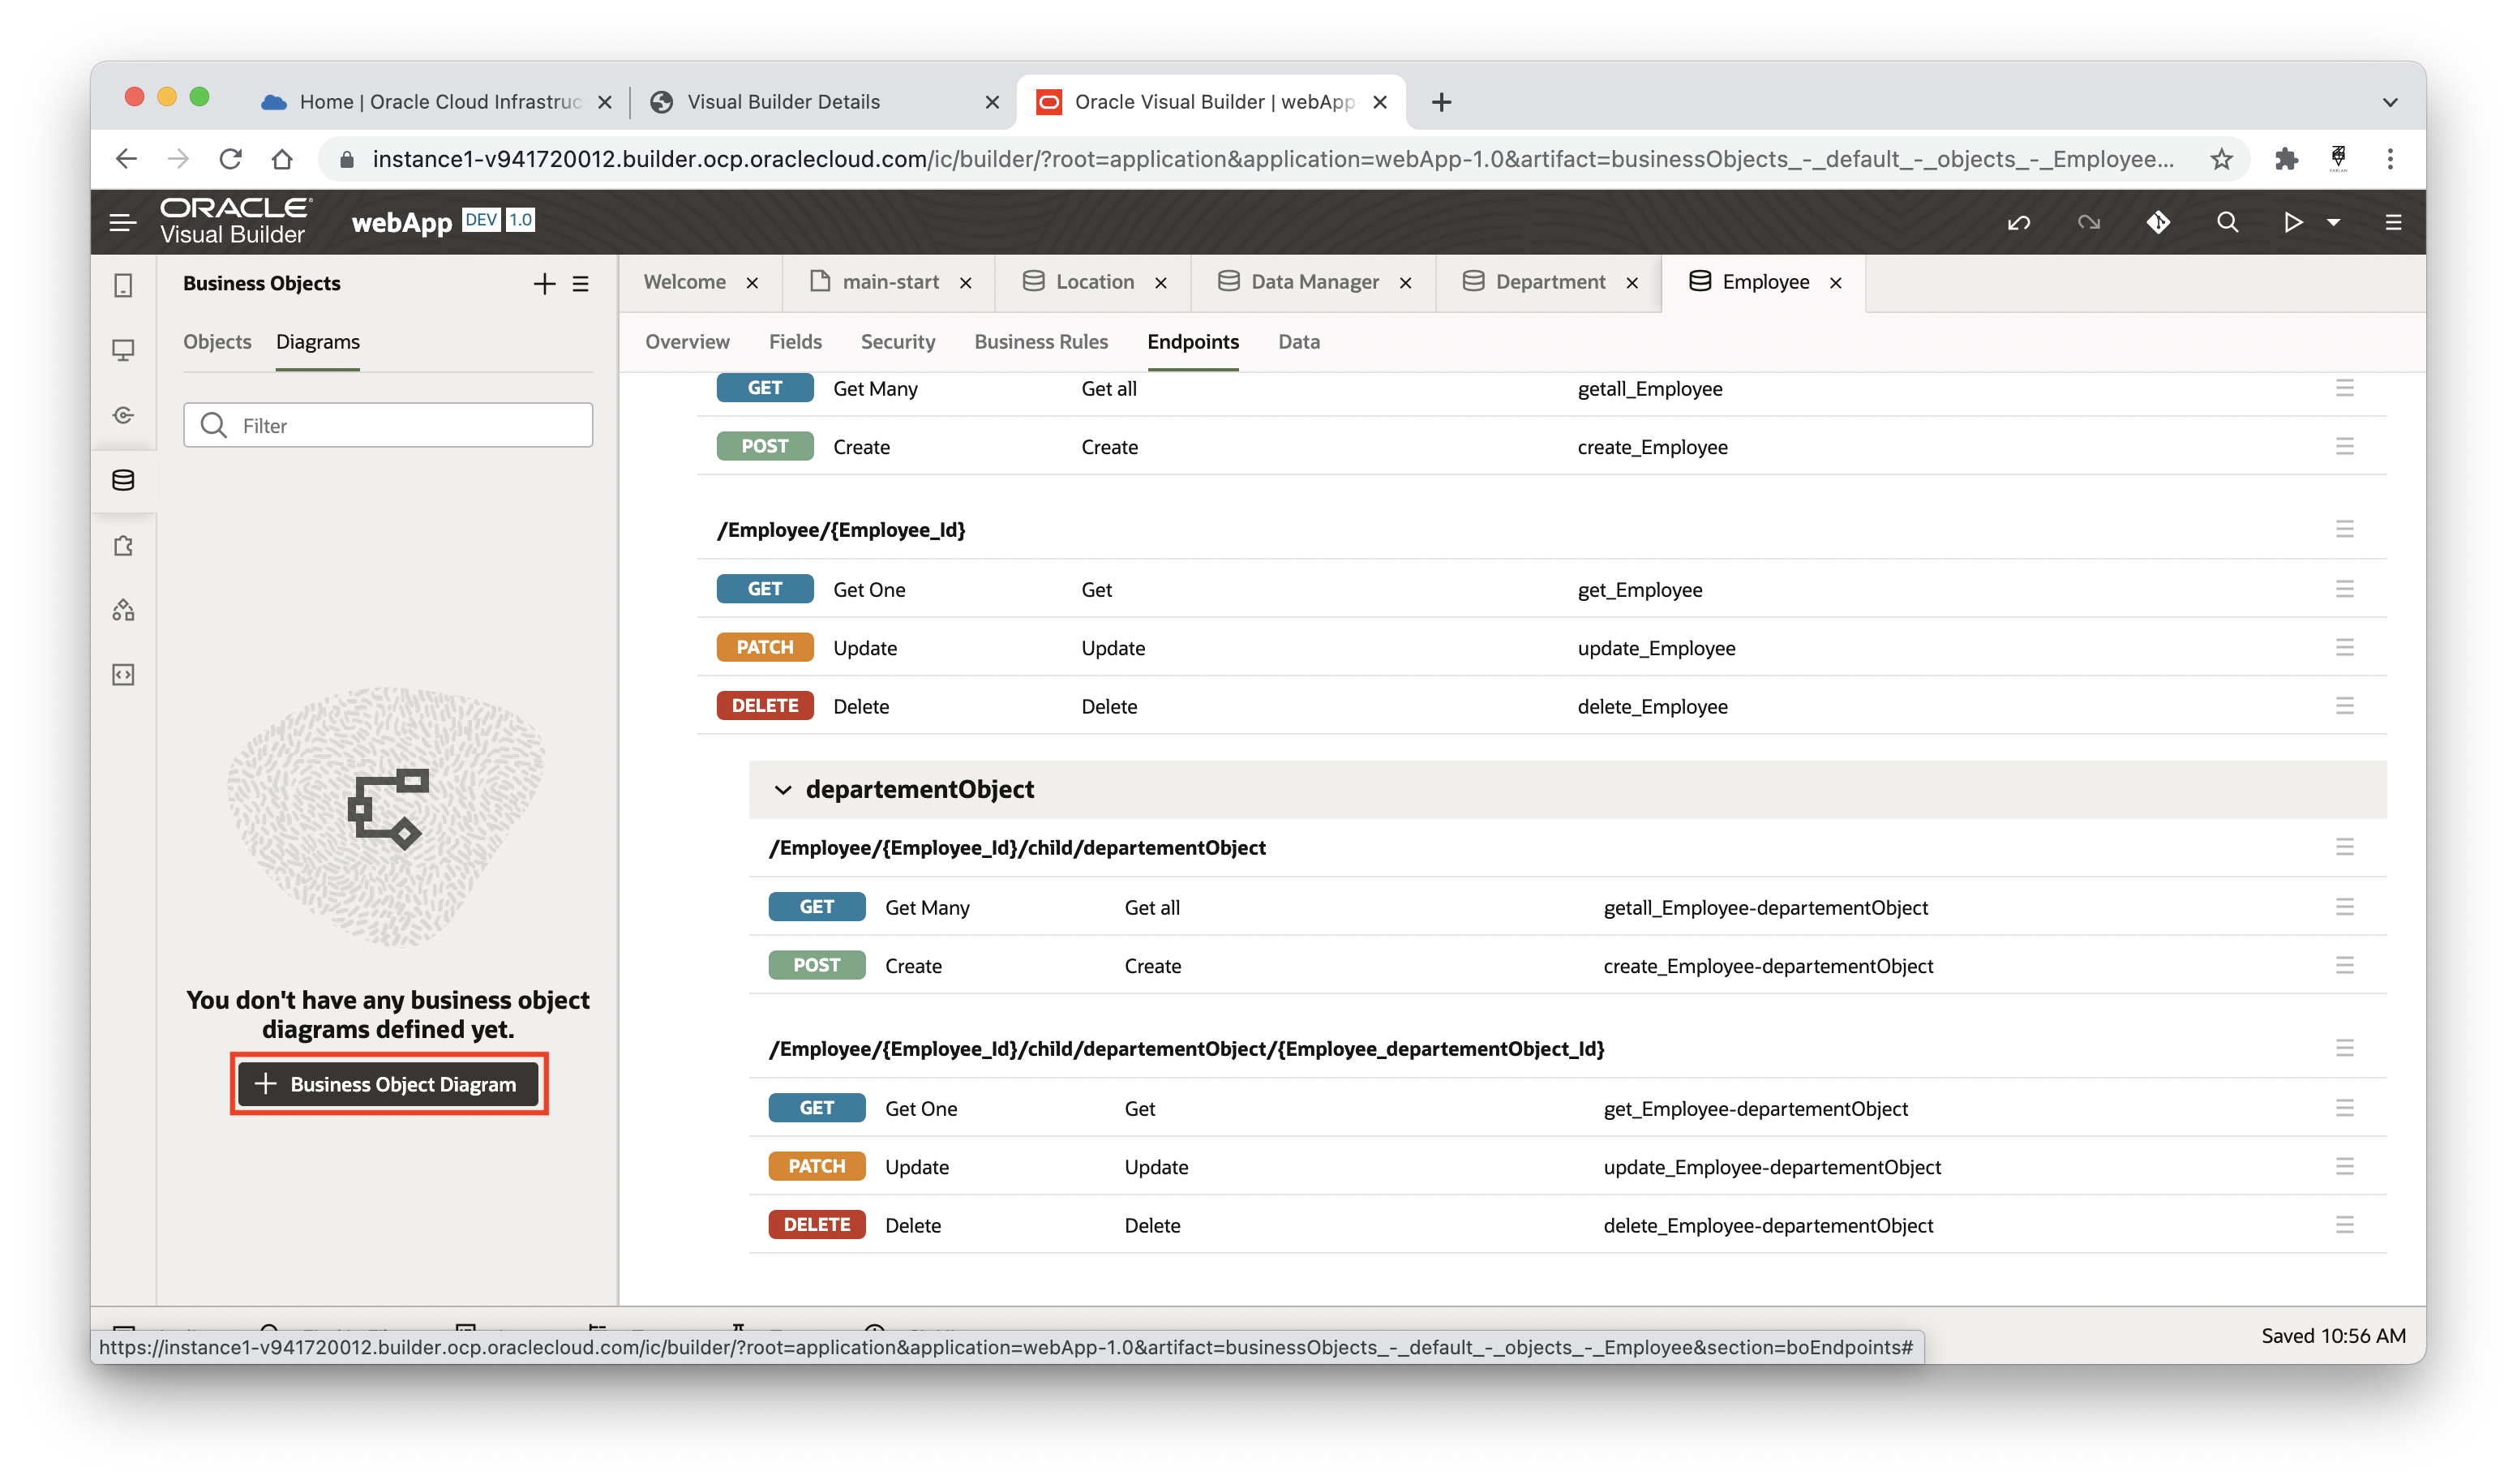 Home | Oracle Cloud Infrastruc
Visual Builder Details
Oracle Visual Builder | webApp
instance1-v941720012.builder.ocp.oraclecloud.com/ic/builder/?root=application&application=webApp-1.0&artifact=businessObjects_-_default_-_objects_-_Employee...
ORACLE
Visual Builder
webApp DEV 1.0
Business Objects
Objects Diagrams
Filter
You don't have any business object
diagrams defined yet.
+ Business Object Diagram
Welcome
main-start
Location
Data Manager
Department
Employee
Overview Fields Security Business Rules Endpoints Data
GET Get Many Get all getall_Employee
POST Create Create create_Employee
/Employee/{Employee_Id}
GET Get One Get get_Employee
PATCH Update Update update_Employee
DELETE Delete Delete delete_Employee
departementObject
/Employee/{Employee_Id}/child/departementObject
GET Get Many Get all getall_Employee-departementObject
POST Create Create create_Employee-departementObject
/Employee/{Employee_Id}/child/departementObject/{Employee_departementObject_Id}
GET Get One Get get_Employee-departementObject
PATCH Update Update update_Employee-departementObject
DELETE Delete Delete delete_Employee-departementObject
https://instance1-v941720012.builder.ocp.oraclecloud.com/ic/builder/?root=application&application=webApp-1.0&artifact=businessObjects_-_default_-_objects_-_Employee&section=boEndpoints#
Saved 10:56 AM